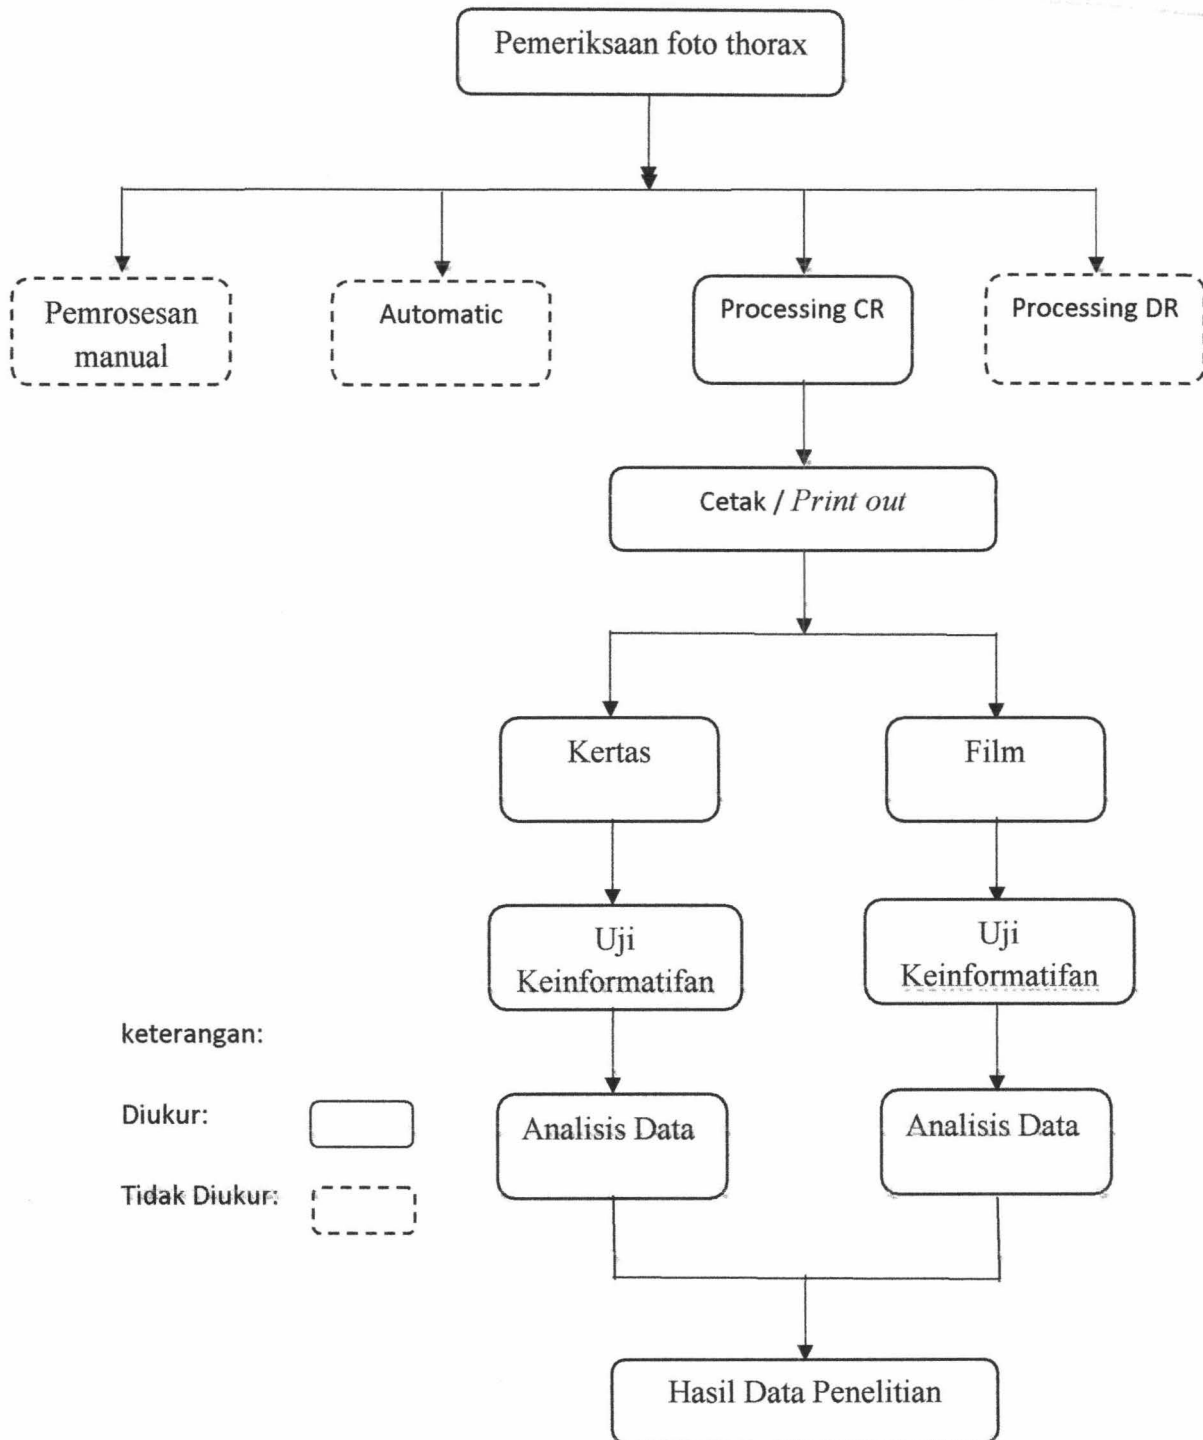 Pemeriksaan foto thorax
Pemrosesan
manual
Automatic
Processing CR
Processing DR
Cetak / Print out
Kertas
Film
Uji
Keinformatifan
Uji
Keinformatifan
keterangan:
Diukur:
Tidak Diukur:
Analisis Data
Analisis Data
Hasil Data Penelitian